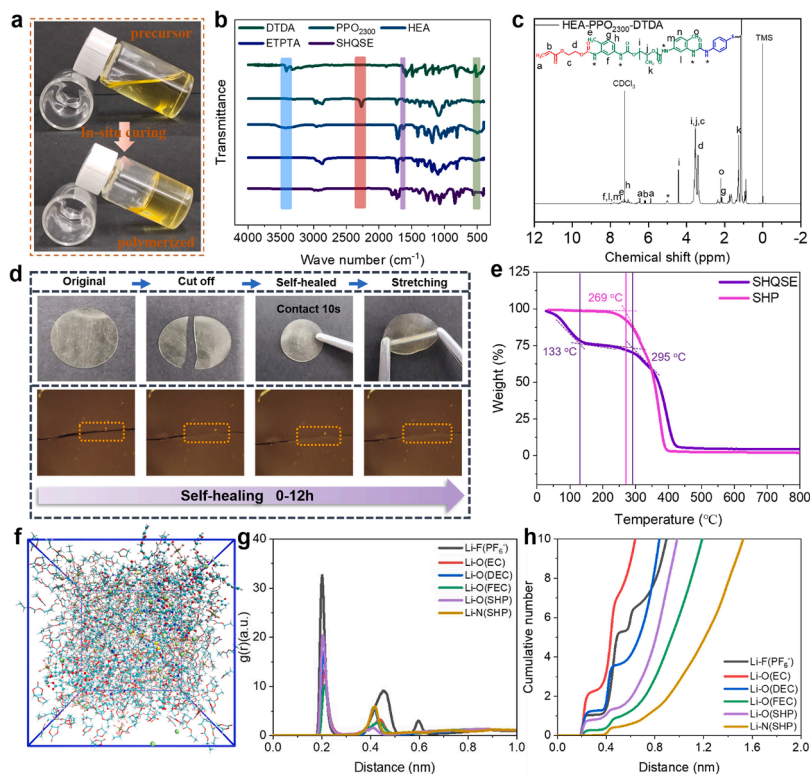 a
precursor
In-situ curing
polymerized
b
DTDA PPO2300 HEA
ETPTA SHQSE
Transmittance
4000 3500 3000 2500 2000 1500 1000 500
Wave number (cm-1)
c
HEA-PPO2300-DTDA
TMS
CDCl3
i,j,c
d
k
i
o
g
h
e
f,l,m
a b a
*
12 10 8 6 4 2 0 -2
Chemical shift (ppm)
d
Original Cut off Self-healed Stretching
Contact 10s
Self-healing 0-12h
e
SHQSE
SHP
269 °C
133 °C
295 °C
Weight (%)
100
75
50
25
0
0 100 200 300 400 500 600 700 800
Temperature (°C)
f
g
Li-F(PF6-)
Li-O(EC)
Li-O(DEC)
Li-O(FEC)
Li-O(SHP)
Li-N(SHP)
g(r)(a.u.)
40
30
20
10
0
0.0 0.2 0.4 0.6 0.8 1.0
Distance (nm)
h
Li-F(PF6-)
Li-O(EC)
Li-O(DEC)
Li-O(FEC)
Li-O(SHP)
Li-N(SHP)
Cumulative number
10
8
6
4
2
0
0.0 0.4 0.8 1.2 1.6 2.0
Distance (nm)